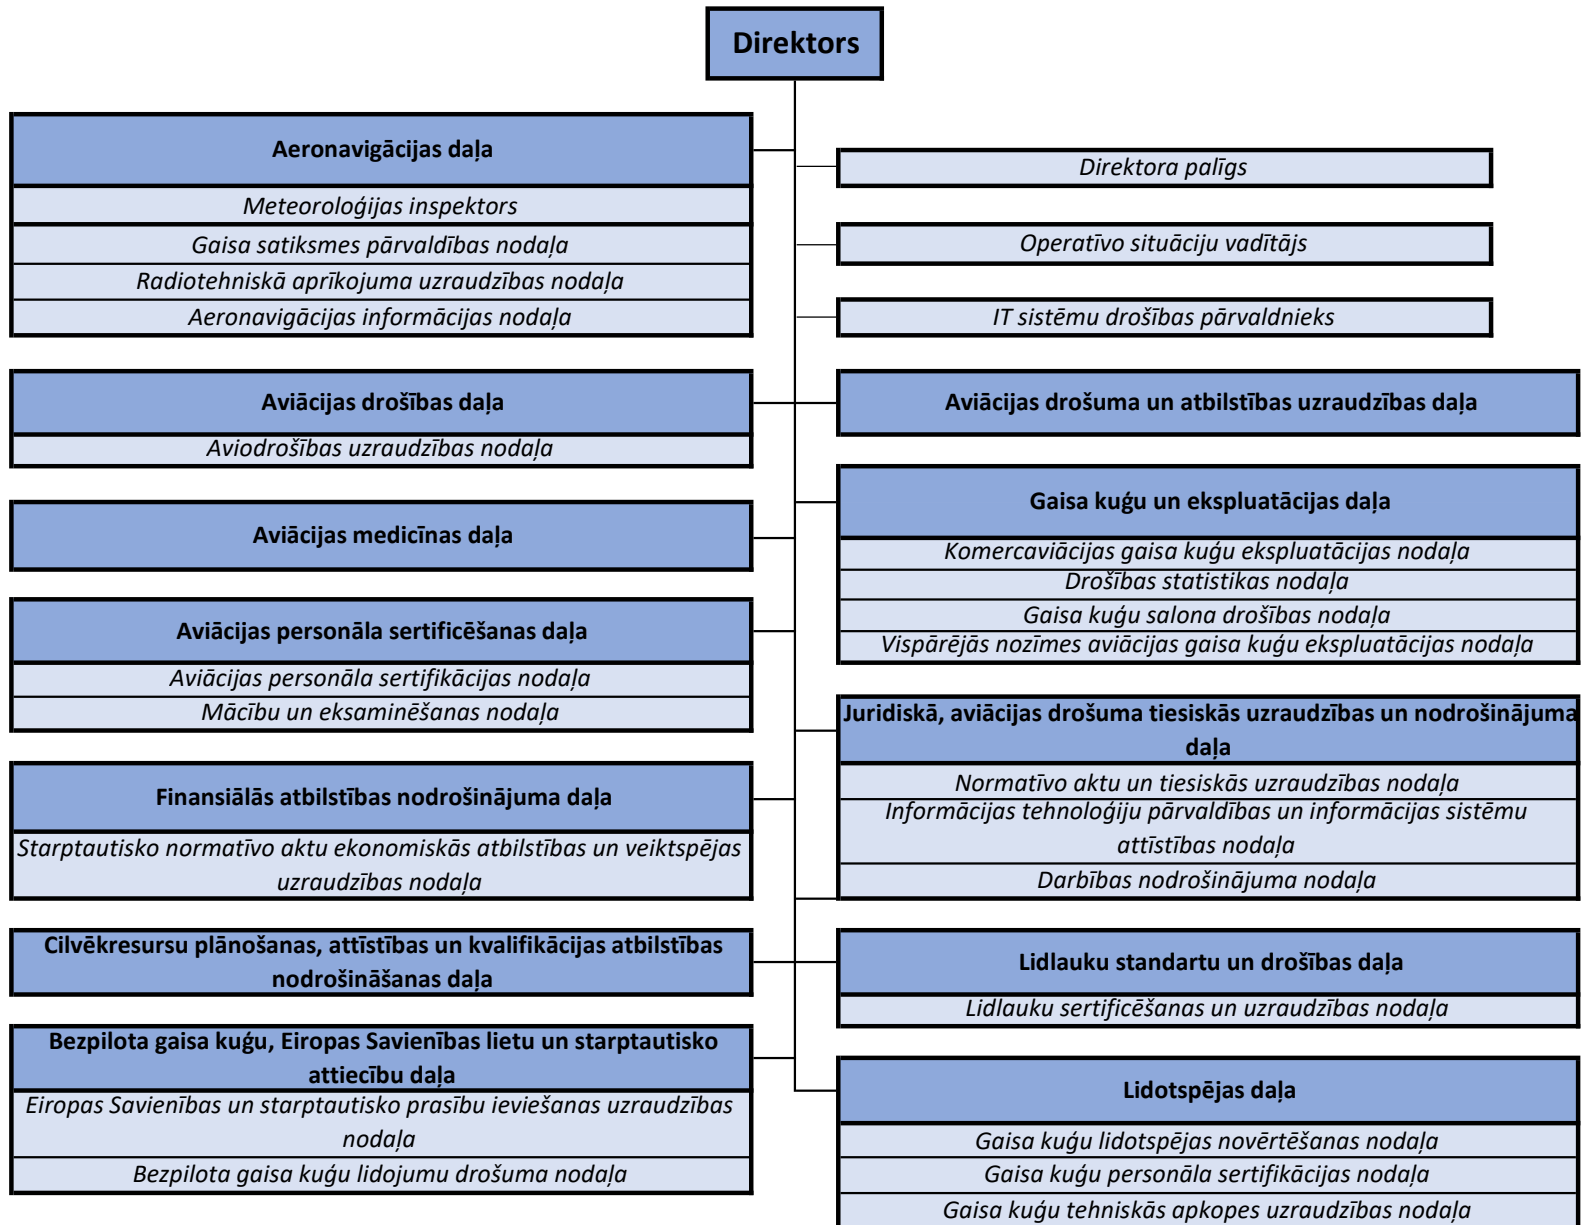 Direktors
Aeronavigācijas daļa
Meteoroloģijas inspektors
Gaisa satiksmes pārvaldības nodaļa
Radiotehniskā aprīkojuma uzraudzības nodaļa
Aeronavigācijas informācijas nodaļa
Direktora palīgs
Operatīvo situāciju vadītājs
IT sistēmu drošības pārvaldnieks
Aviācijas drošības daļa
Aviodrošības uzraudzības nodaļa
Aviācijas drošuma un atbilstības uzraudzības daļa
Aviācijas medicīnas daļa
Gaisa kuģu un ekspluatācijas daļa
Komercaviācijas gaisa kuģu ekspluatācijas nodaļa
Drošības statistikas nodaļa
Gaisa kuģu salona drošības nodaļa
Vispārējās nozīmes aviācijas gaisa kuģu ekspluatācijas nodaļa
Aviācijas personāla sertificēšanas daļa
Aviācijas personāla sertifikācijas nodaļa
Mācību un eksaminēšanas nodaļa
Juridiskā, aviācijas drošuma tiesiskās uzraudzības un nodrošinājuma
daļa
Normatīvo aktu un tiesiskās uzraudzības nodaļa
Informācijas tehnoloģiju pārvaldības un informācijas sistēmu
attīstības nodaļa
Darbības nodrošinājuma nodaļa
Finansiālās atbilstības nodrošinājuma daļa
Starptautisko normatīvo aktu ekonomiskās atbilstības un veiktspējas
uzraudzības nodaļa
Cilvēkresursu plānošanas, attīstības un kvalifikācijas atbilstības
nodrošināšanas daļa
Lidlauku standartu un drošības daļa
Lidlauku sertificēšanas un uzraudzības nodaļa
Bezpilota gaisa kuģu, Eiropas Savienības lietu un starptautisko
attiecību daļa
Eiropas Savienības un starptautisko prasību ieviešanas uzraudzības
nodaļa
Bezpilota gaisa kuģu lidojumu drošuma nodaļa
Lidotspējas daļa
Gaisa kuģu lidotspējas novērtēšanas nodaļa
Gaisa kuģu personāla sertifikācijas nodaļa
Gaisa kuģu tehniskās apkopes uzraudzības nodaļa